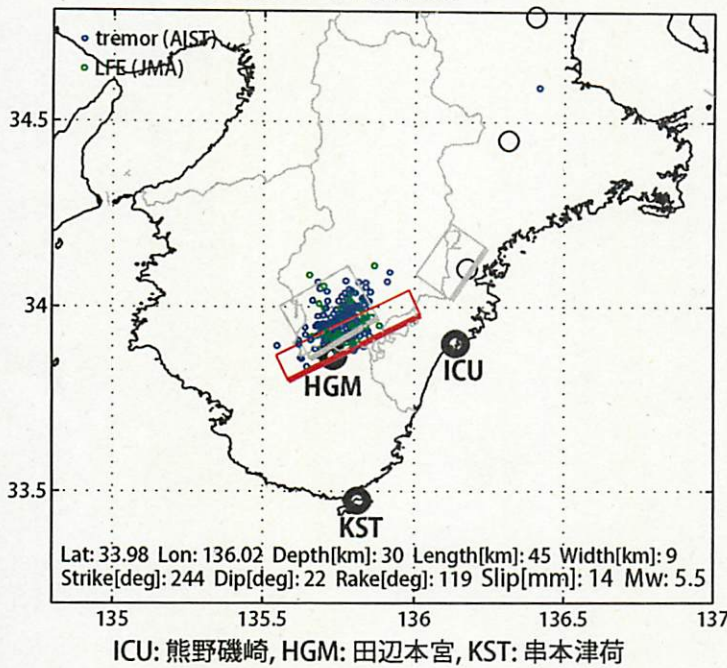 tremor (AIST)
LFE (JMA)
34.5
34
33.5
HGM
ICU
KST
Lat: 33.98 Lon: 136.02 Depth[km]: 30 Length[km]: 45 Width[km]: 9
Strike[deg]: 244 Dip[deg]: 22 Rake[deg]: 119 Slip[mm]: 14 Mw: 5.5
135 135.5 136 136.5 137
ICU: 熊野磯崎, HGM: 田辺本宮, KST: 串本津荷